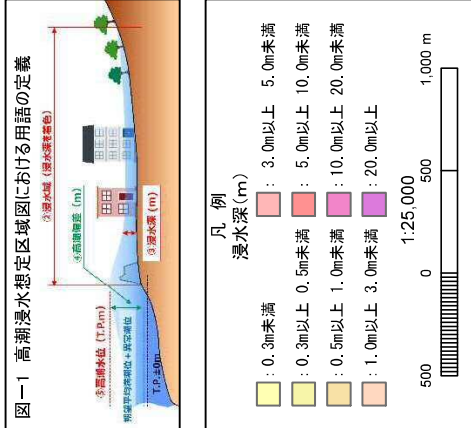 図－1　高潮浸水想定区域図における用語の定義
②浸水域(浸水深を着色)
⑤高潮水位(T.P.m)
④高潮偏差(m)
朔望平均満潮位+異常潮位
③浸水深(m)
T.P.±0m
凡　例
浸水深(m)
：0.3m未満
：0.3m以上 0.5m未満
：0.5m以上 1.0m未満
：1.0m以上 3.0m未満
：3.0m以上 5.0m未満
：5.0m以上 10.0m未満
：10.0m以上 20.0m未満
：20.0m以上
1:25,000
500 0 500 1,000 m